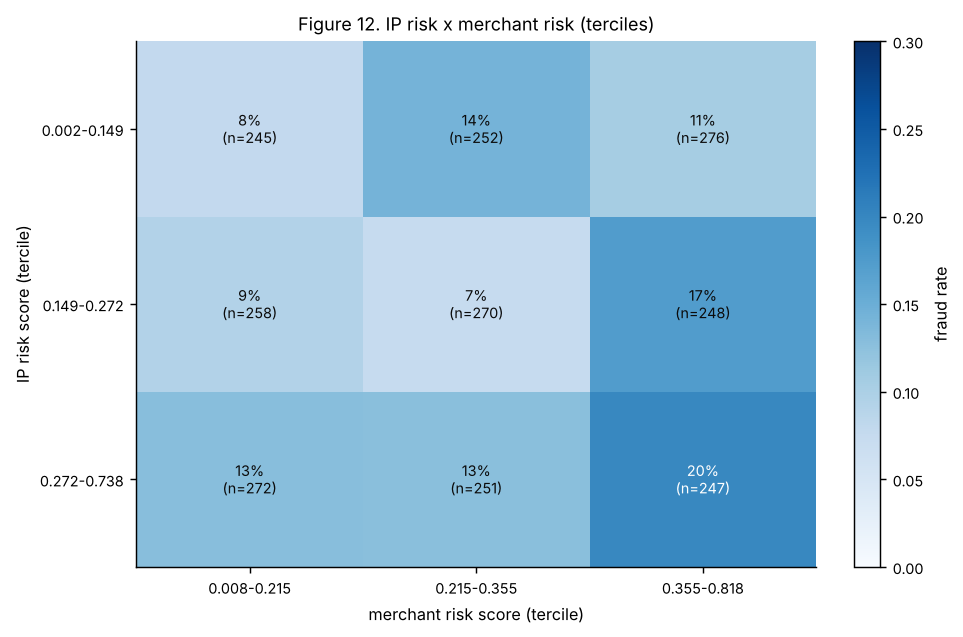 Figure 12. IP risk x merchant risk (terciles)
IP risk score (tercile)
0.002-0.149
8%
(n=245)
14%
(n=252)
11%
(n=276)
0.149-0.272
9%
(n=258)
7%
(n=270)
17%
(n=248)
0.272-0.738
13%
(n=272)
13%
(n=251)
20%
(n=247)
0.008-0.215
0.215-0.355
0.355-0.818
merchant risk score (tercile)
0.30
0.25
0.20
0.15
0.10
0.05
0.00
fraud rate